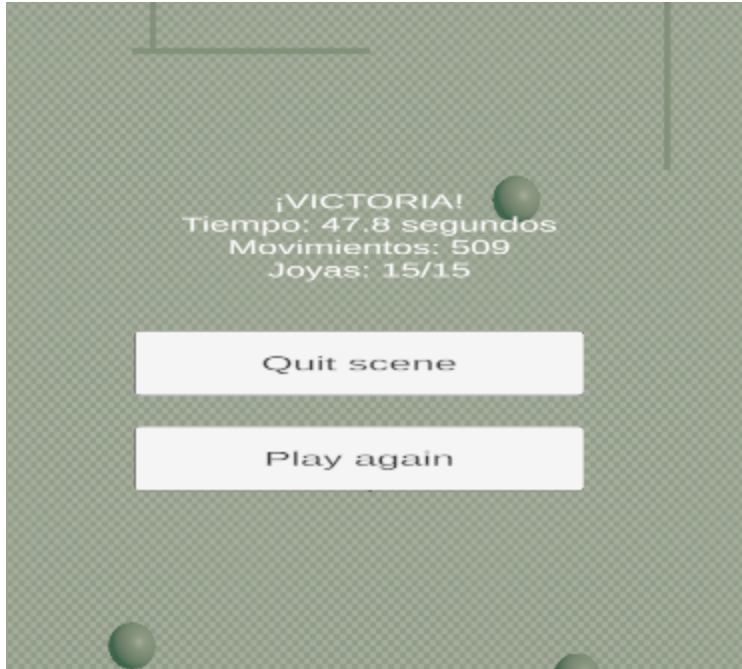 ¡VICTORIA!
Tiempo: 47.8 segundos
Movimientos: 509
Joyas: 15/15
Quit scene
Play again